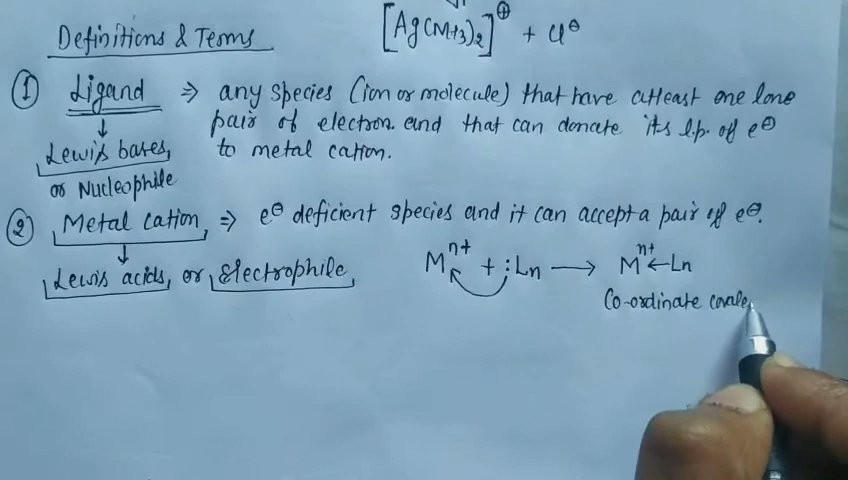 [Ag(NH3)2]⊕ + Cl⊖
Definitions & Terms
① Ligand ⇒ any species (ion or molecule) that have atleast one lone
pair of electron. and that can donate its l.p. of e⊖
to metal cation.
↓
Lewis bases,
or Nucleophile
② Metal cation, ⇒ e⊖ deficient species and it can accept a pair of e⊖.
↓
Lewis acids, or Electrophile,
Mⁿ⁺ + :Ln ⟶ Mⁿ⁺←Ln
Co-ordinate covale